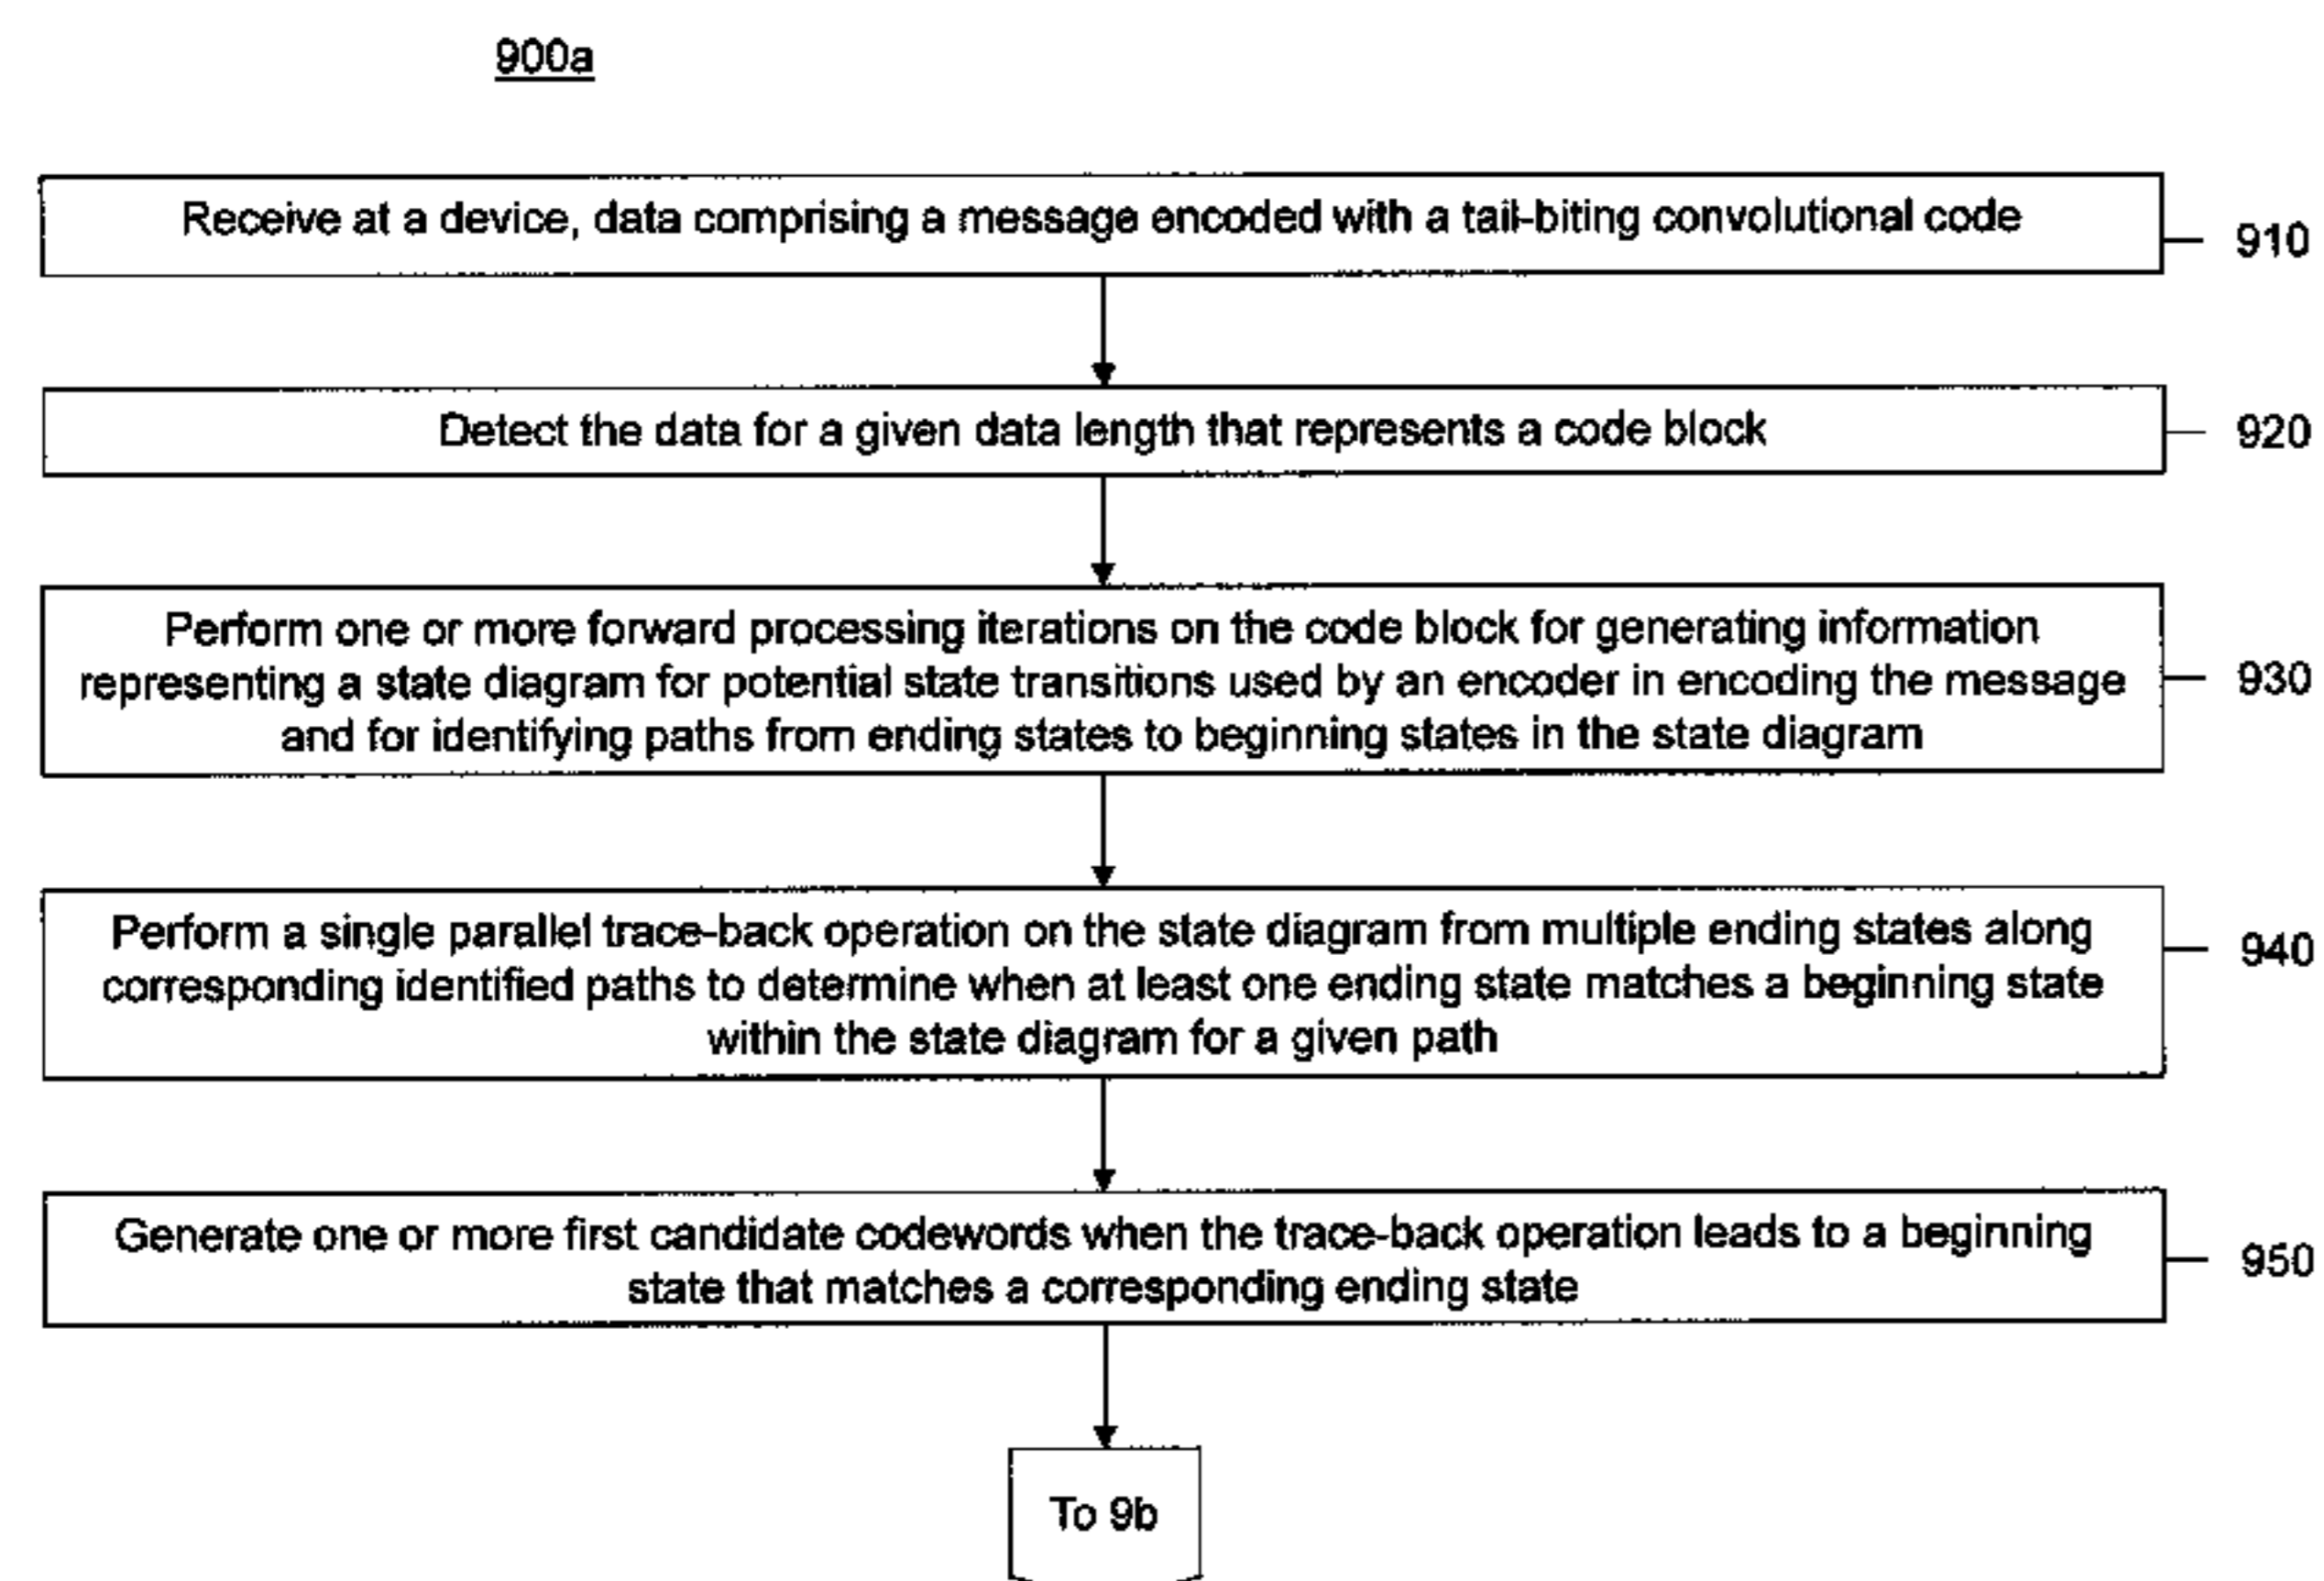 900a
Receive at a device, data comprising a message encoded with a tail-biting convolutional code
910
Detect the data for a given data length that represents a code block
920
Perform one or more forward processing iterations on the code block for generating information
representing a state diagram for potential state transitions used by an encoder in encoding the message
and for identifying paths from ending states to beginning states in the state diagram
930
Perform a single parallel trace-back operation on the state diagram from multiple ending states along
corresponding identified paths to determine when at least one ending state matches a beginning state
within the state diagram for a given path
940
Generate one or more first candidate codewords when the trace-back operation leads to a beginning
state that matches a corresponding ending state
950
To 9b